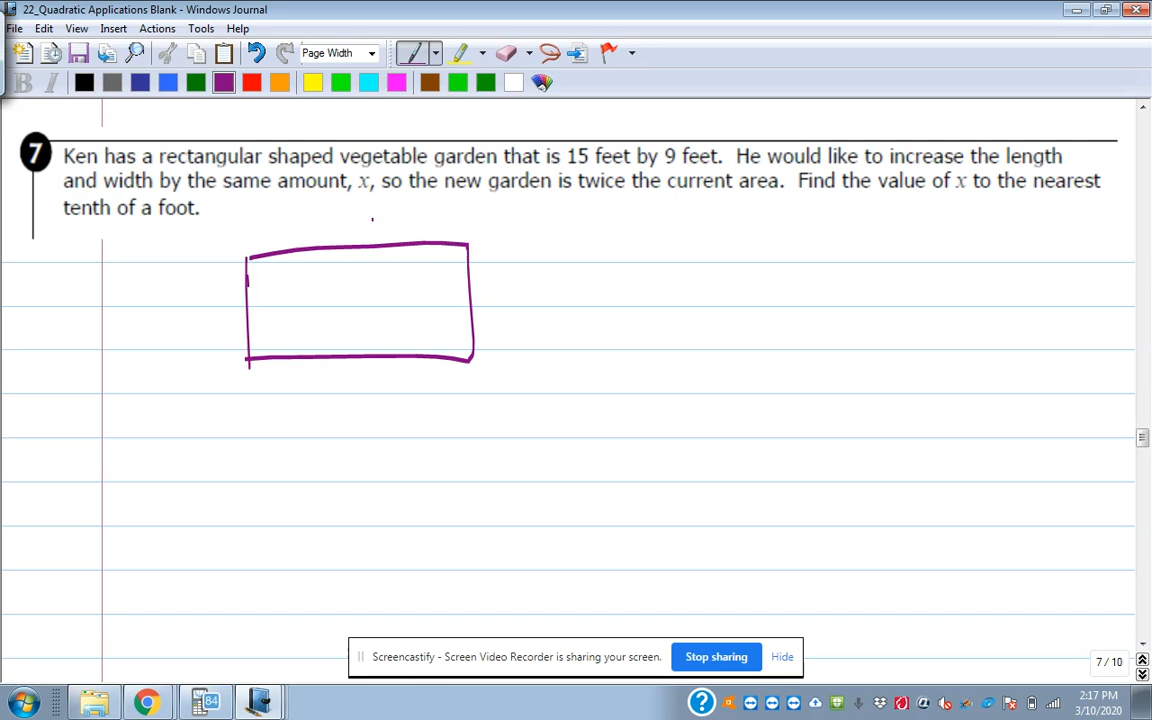 22_Quadratic Applications Blank - Windows Journal
File Edit View Insert Actions Tools Help
Page Width
B I
7 Ken has a rectangular shaped vegetable garden that is 15 feet by 9 feet. He would like to increase the length
and width by the same amount, x, so the new garden is twice the current area. Find the value of x to the nearest
tenth of a foot.
Screencastify - Screen Video Recorder is sharing your screen. Stop sharing Hide
7 / 10
84
2:17 PM
3/10/2020